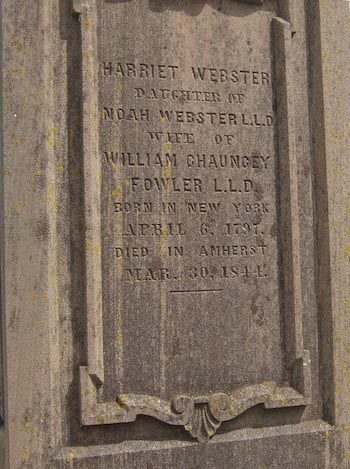 HARRIET WEBSTER
DAUGHTER OF
NOAH WEBSTER L.L.D
WIFE OF
WILLIAM CHAUNCEY
FOWLER L.L.D.
BORN IN NEW YORK
APRIL 6, 1797.
DIED IN AMHERST
MAR. 30, 1844.